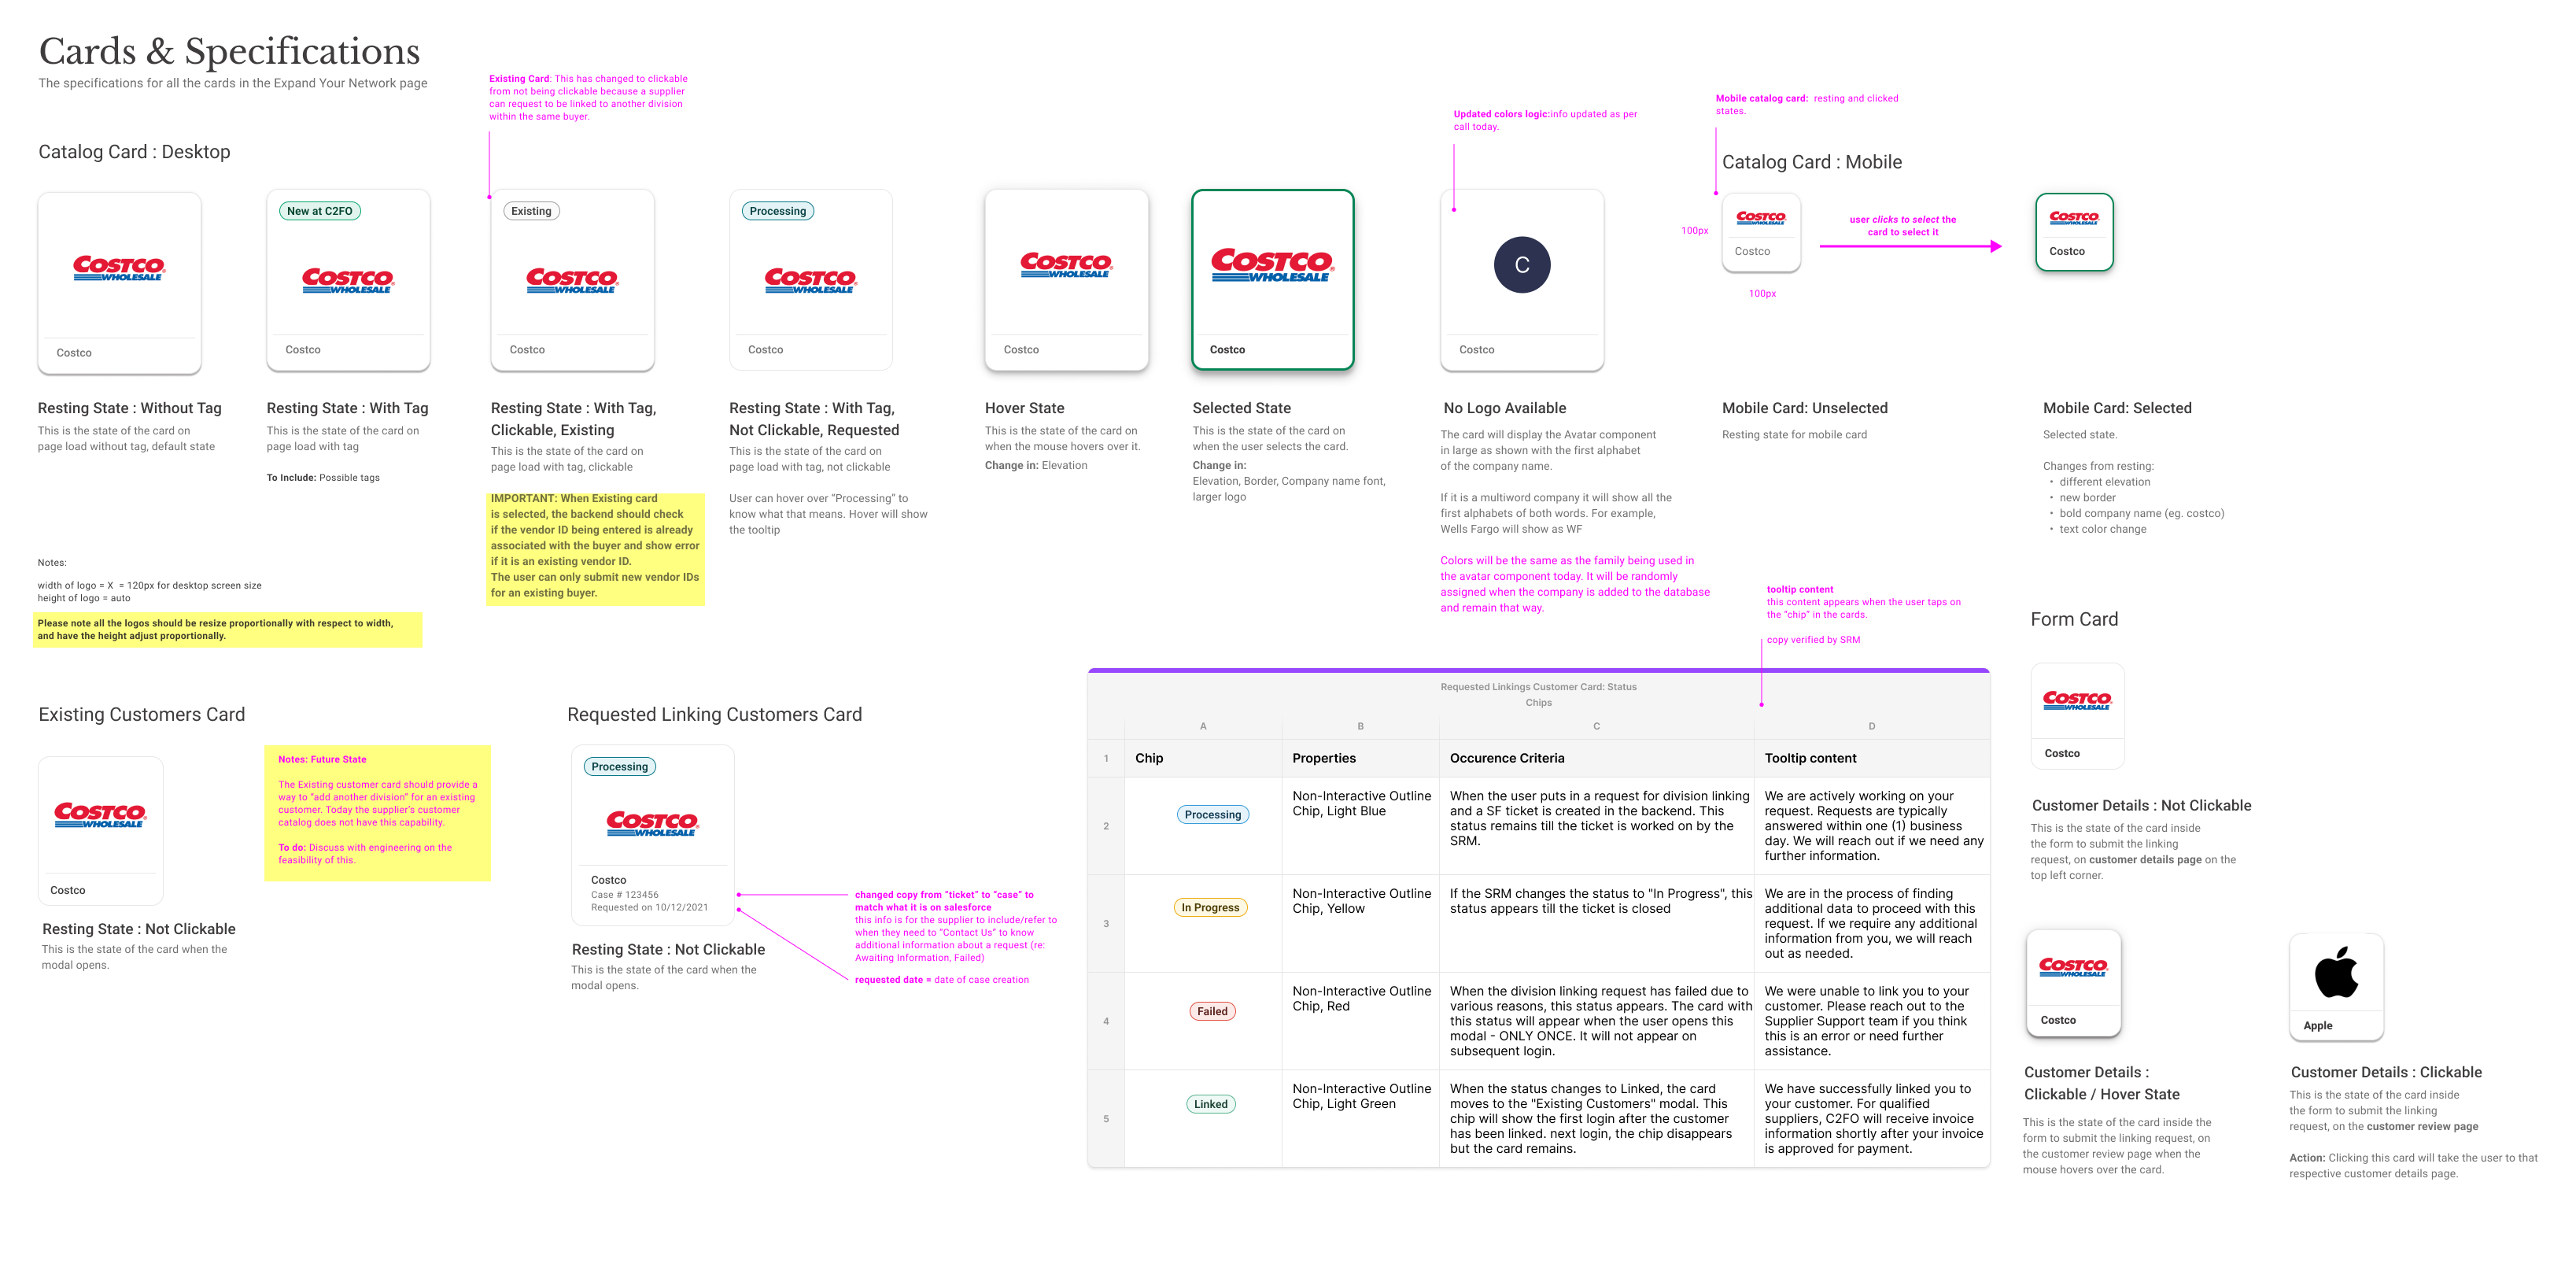 Cards & Specifications
The specifications for all the cards in the Expand Your Network page
Existing Card: This has changed to clickable
from not being clickable because a supplier
can request to be linked to another division
within the same buyer.
Updated colors logic:info updated as per
call today.
Mobile catalog card: resting and clicked
states.
Catalog Card : Desktop
COSTCO
WHOLESALE
Costco
Resting State : Without Tag
This is the state of the card on
page load without tag, default state
New at C2FO
COSTCO
WHOLESALE
Costco
Resting State : With Tag
This is the state of the card on
page load with tag
To Include: Possible tags
Existing
COSTCO
WHOLESALE
Costco
Resting State : With Tag,
Clickable, Existing
This is the state of the card on
page load with tag, clickable
IMPORTANT: When Existing card
is selected, the backend should check
if the vendor ID being entered is already
associated with the buyer and show error
if it is an existing vendor ID.
The user can only submit new vendor IDs
for an existing buyer.
Processing
COSTCO
WHOLESALE
Costco
Resting State : With Tag,
Not Clickable, Requested
This is the state of the card on
page load with tag, not clickable
User can hover over "Processing" to
know what that means. Hover will show
the tooltip
COSTCO
WHOLESALE
Costco
Hover State
This is the state of the card on
when the mouse hovers over it.
Change in: Elevation
COSTCO
WHOLESALE
Costco
Selected State
This is the state of the card on
when the user selects the card.
Change in:
Elevation, Border, Company name font,
larger logo
C
Costco
No Logo Available
The card will display the Avatar component
in large as shown with the first alphabet
of the company name.
If it is a multiword company it will show all the
first alphabets of both words. For example,
Wells Fargo will show as WF
Colors will be the same as the family being used in
the avatar component today. It will be randomly
assigned when the company is added to the database
and remain that way.
Catalog Card : Mobile
COSTCO
WHOLESALE
Costco
100px
100px
user clicks to select the
card to select it
COSTCO
WHOLESALE
Costco
Mobile Card: Unselected
Resting state for mobile card
Mobile Card: Selected
Selected state.
Changes from resting:
• different elevation
• new border
• bold company name (eg. costco)
• text color change
Notes:
width of logo = X = 120px for desktop screen size
height of logo = auto
Please note all the logos should be resize proportionally with respect to width,
and have the height adjust proportionally.
Existing Customers Card
COSTCO
WHOLESALE
Costco
Resting State : Not Clickable
This is the state of the card when the
modal opens.
Notes: Future State
The Existing customer card should provide a
way to "add another division" for an existing
customer. Today the supplier's customer
catalog does not have this capability.
To do: Discuss with engineering on the
feasibility of this.
Requested Linking Customers Card
Processing
COSTCO
WHOLESALE
Costco
Case # 123456
Requested on 10/12/2021
Resting State : Not Clickable
This is the state of the card when the
modal opens.
changed copy from "ticket" to "case" to
match what it is on salesforce
this info is for the supplier to include/refer to
when they need to "Contact Us" to know
additional information about a request (re:
Awaiting Information, Failed)
requested date = date of case creation
tooltip content
this content appears when the user taps on
the "chip" in the cards.
copy verified by SRM
Requested Linkings Customer Card: Status
Chips
A
B
C
D
1
Chip
Properties
Occurence Criteria
Tooltip content
2
Processing
Non-Interactive Outline
Chip, Light Blue
When the user puts in a request for division linking
and a SF ticket is created in the backend. This
status remains till the ticket is worked on by the
SRM.
We are actively working on your
request. Requests are typically
answered within one (1) business
day. We will reach out if we need any
further information.
3
In Progress
Non-Interactive Outline
Chip, Yellow
If the SRM changes the status to "In Progress", this
status appears till the ticket is closed
We are in the process of finding
additional data to proceed with this
request. If we require any additional
information from you, we will reach
out as needed.
4
Failed
Non-Interactive Outline
Chip, Red
When the division linking request has failed due to
various reasons, this status appears. The card with
this status will appear when the user opens this
modal - ONLY ONCE. It will not appear on
subsequent login.
We were unable to link you to your
customer. Please reach out to the
Supplier Support team if you think
this is an error or need further
assistance.
5
Linked
Non-Interactive Outline
Chip, Light Green
When the status changes to Linked, the card
moves to the "Existing Customers" modal. This
chip will show the first login after the customer
has been linked. next login, the chip disappears
but the card remains.
We have successfully linked you to
your customer. For qualified
suppliers, C2FO will receive invoice
information shortly after your invoice
is approved for payment.
Form Card
COSTCO
WHOLESALE
Costco
Customer Details : Not Clickable
This is the state of the card inside
the form to submit the linking
request, on customer details page on the
top left corner.
COSTCO
WHOLESALE
Costco
Customer Details :
Clickable / Hover State
This is the state of the card inside the
form to submit the linking request, on
the customer review page when the
mouse hovers over the card.
Apple
Customer Details : Clickable
This is the state of the card inside
the form to submit the linking
request, on the customer review page
Action: Clicking this card will take the user to that
respective customer details page.